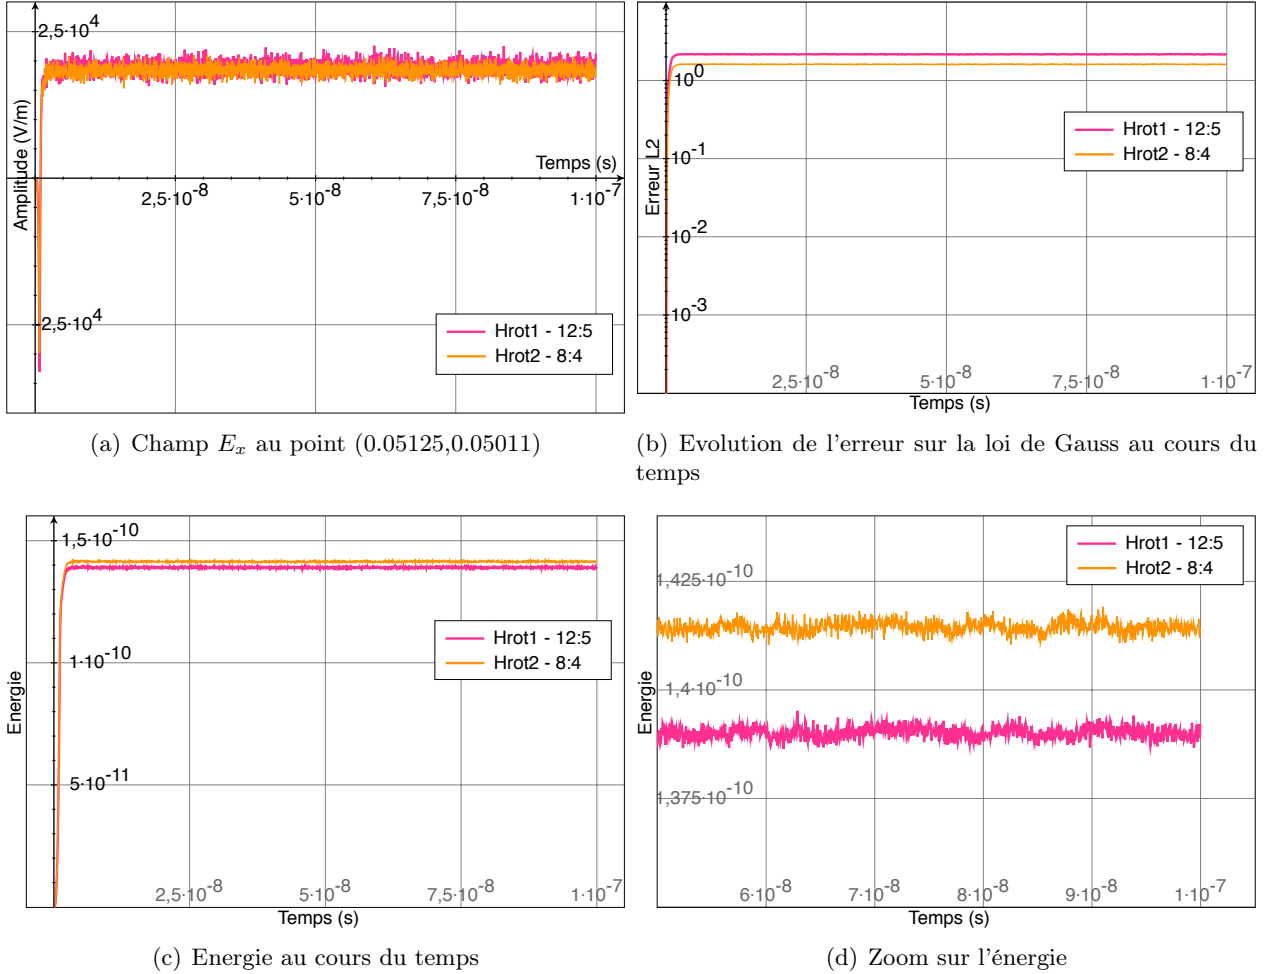 2,5·10^4
Amplitude (V/m)
Temps (s)
2,5·10^-8
5·10^-8
7,5·10^-8
1·10^-7
2,5·10^4
Hrot1 - 12:5
Hrot2 - 8:4
(a) Champ E_x au point (0.05125,0.05011)
10^0
10^-1
10^-2
10^-3
Erreur L2
Hrot1 - 12:5
Hrot2 - 8:4
2,5·10^-8
5·10^-8
7,5·10^-8
1·10^-7
Temps (s)
(b) Evolution de l'erreur sur la loi de Gauss au cours du
temps
1,5·10^-10
1·10^-10
5·10^-11
Energie
Hrot1 - 12:5
Hrot2 - 8:4
2,5·10^-8
5·10^-8
7,5·10^-8
1·10^-7
Temps (s)
(c) Energie au cours du temps
Hrot1 - 12:5
Hrot2 - 8:4
1,425·10^-10
1,4·10^-10
1,375·10^-10
Energie
6·10^-8
7·10^-8
8·10^-8
9·10^-8
1·10^-7
Temps (s)
(d) Zoom sur l'énergie